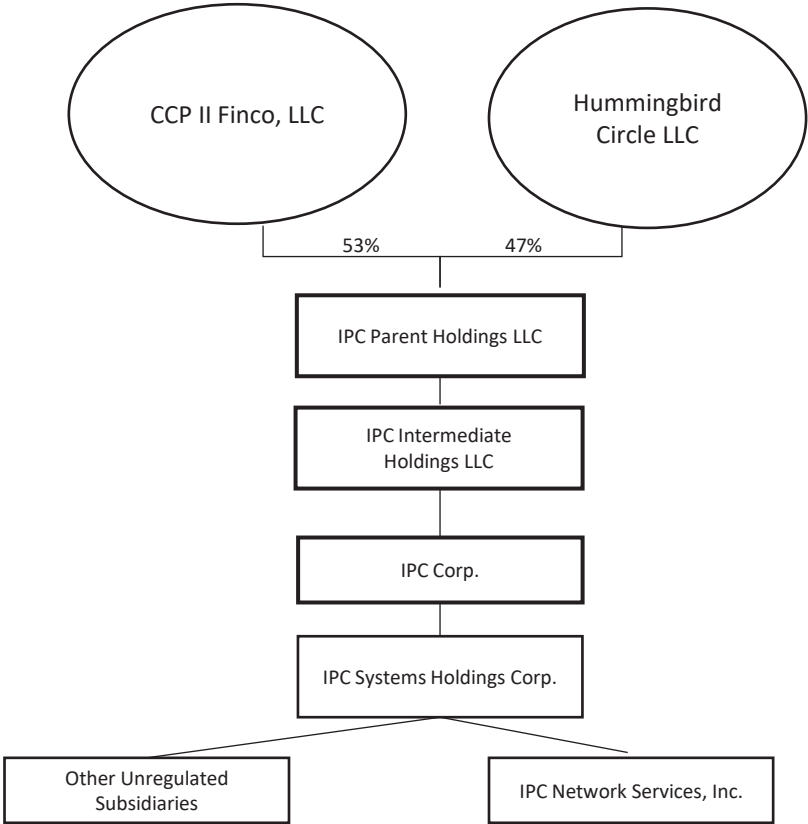 CCP II Finco, LLC
Hummingbird
Circle LLC
53%
47%
IPC Parent Holdings LLC
IPC Intermediate
Holdings LLC
IPC Corp.
IPC Systems Holdings Corp.
Other Unregulated
Subsidiaries
IPC Network Services, Inc.